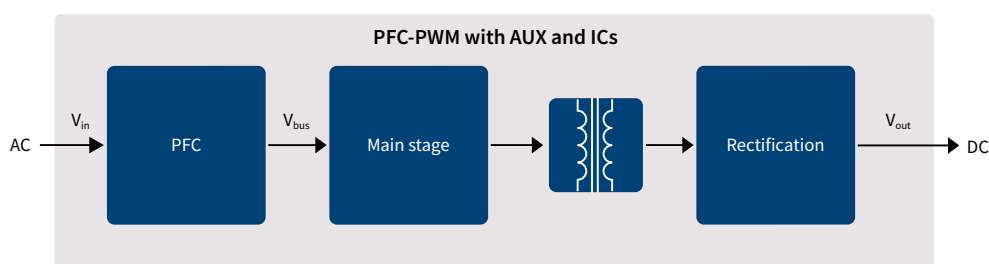 PFC-PWM with AUX and ICs
AC
Vin
PFC
Vbus
Main stage
Rectification
Vout
DC